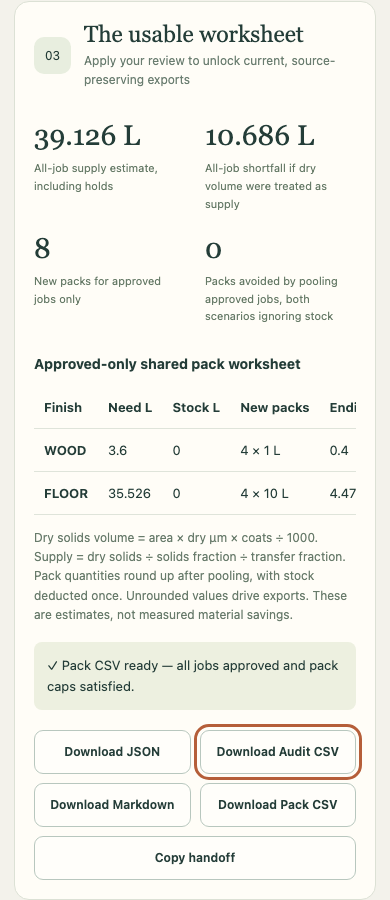 03
The usable worksheet
Apply your review to unlock current, source-
preserving exports
39.126 L
All-job supply estimate,
including holds
10.686 L
All-job shortfall if dry
volume were treated as
supply
8
New packs for approved
jobs only
0
Packs avoided by pooling
approved jobs, both
scenarios ignoring stock
Approved-only shared pack worksheet
Finish Need L Stock L New packs Endi
WOOD 3.6 0 4 × 1 L 0.4
FLOOR 35.526 0 4 × 10 L 4.47
Dry solids volume = area × dry µm × coats ÷ 1000.
Supply = dry solids ÷ solids fraction ÷ transfer fraction.
Pack quantities round up after pooling, with stock
deducted once. Unrounded values drive exports. These
are estimates, not measured material savings.
✓ Pack CSV ready — all jobs approved and pack
caps satisfied.
Download JSON Download Audit CSV
Download Markdown Download Pack CSV
Copy handoff